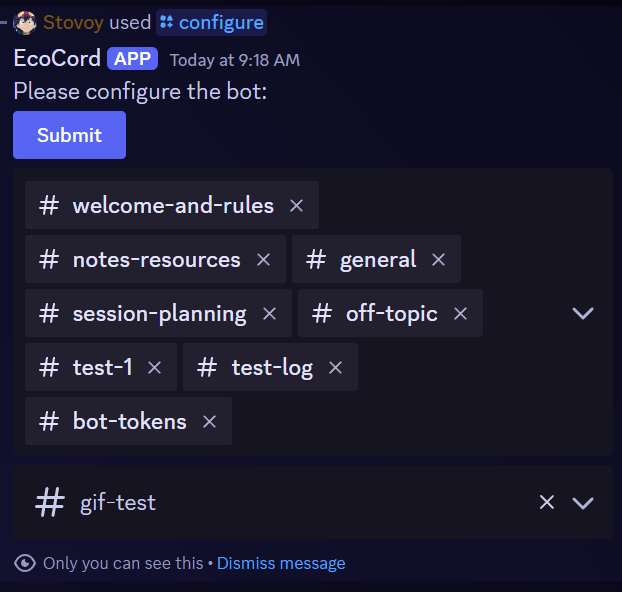 Stovoy used configure
EcoCord APP Today at 9:18 AM
Please configure the bot:
Submit
# welcome-and-rules ×
# notes-resources × # general ×
# session-planning × # off-topic ×
# test-1 × # test-log ×
# bot-tokens ×
# gif-test ×
Only you can see this • Dismiss message